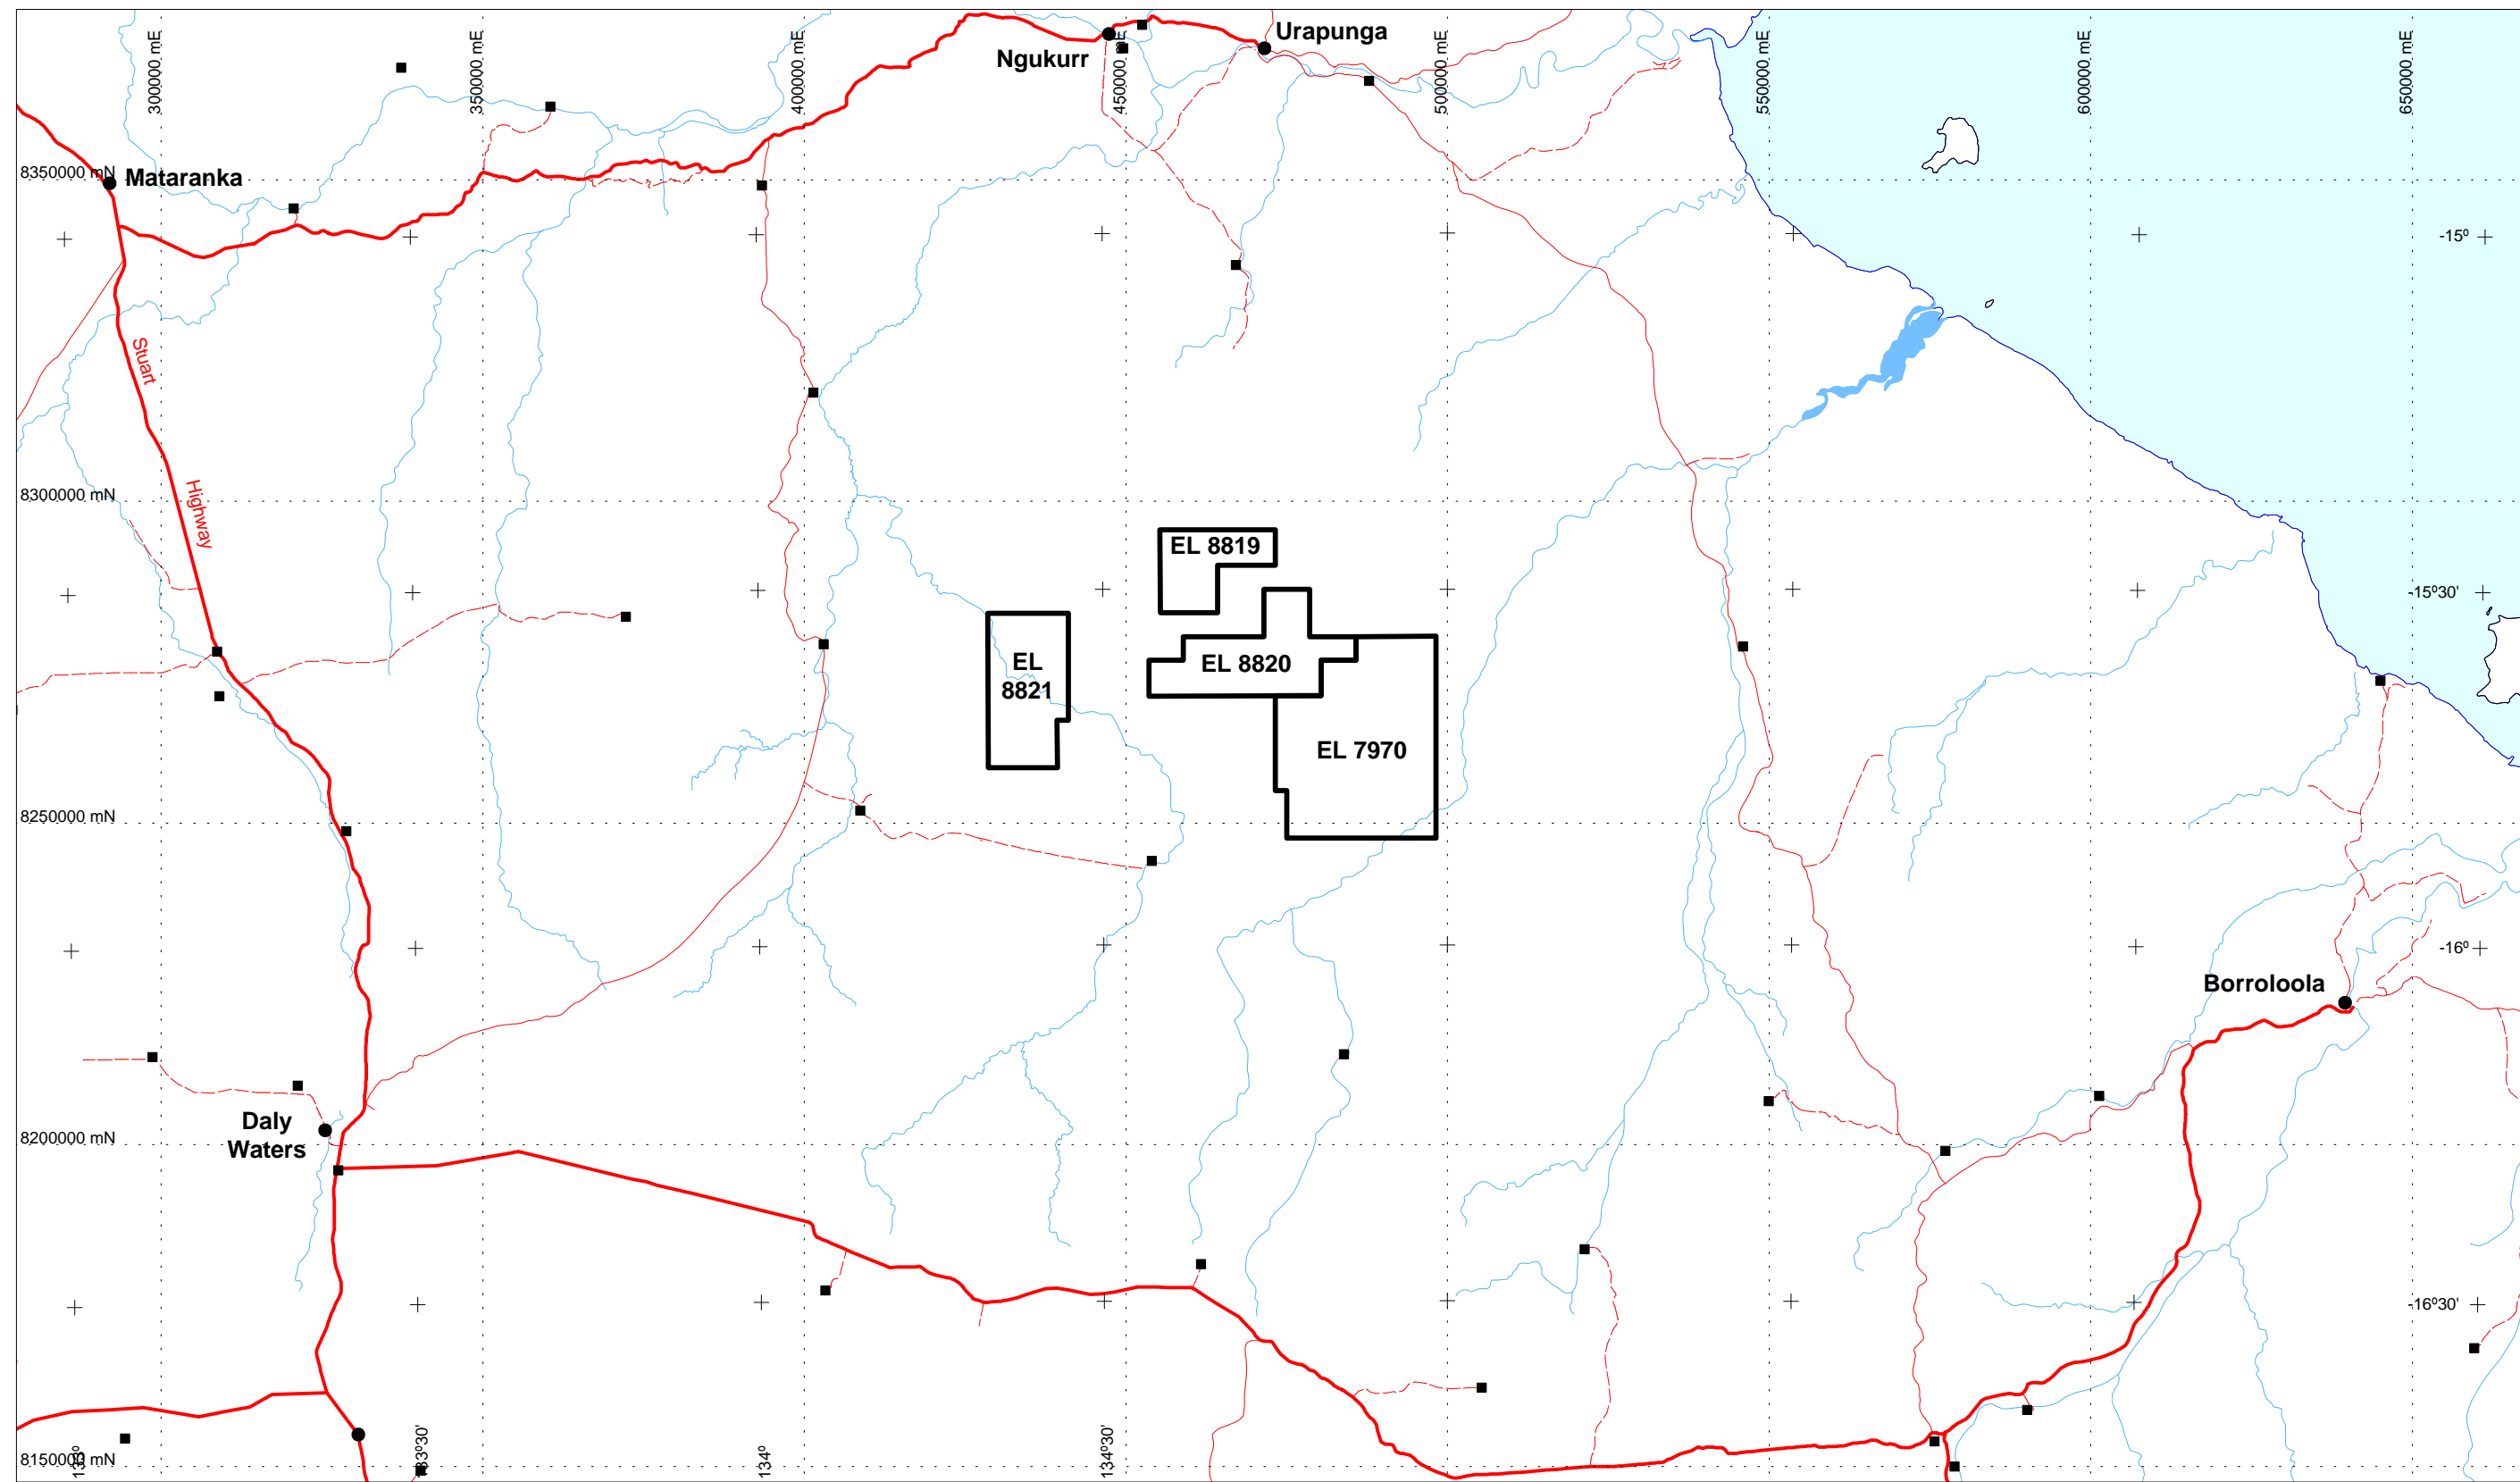 300000 mE
350000 mE
400000 mE
450000 mE
500000 mE
550000 mE
600000 mE
650000 mE
Ngukurr
Urapunga
8350000 mN
Mataranka
-15º
Stuart
Highway
8300000 mN
EL 8819
-15º30'
EL
8821
EL 8820
EL 7970
8250000 mN
-16º
Borroloola
Daly
Waters
8200000 mN
-16º30'
8150000 mN
133º
133º30'
134º
134º30'